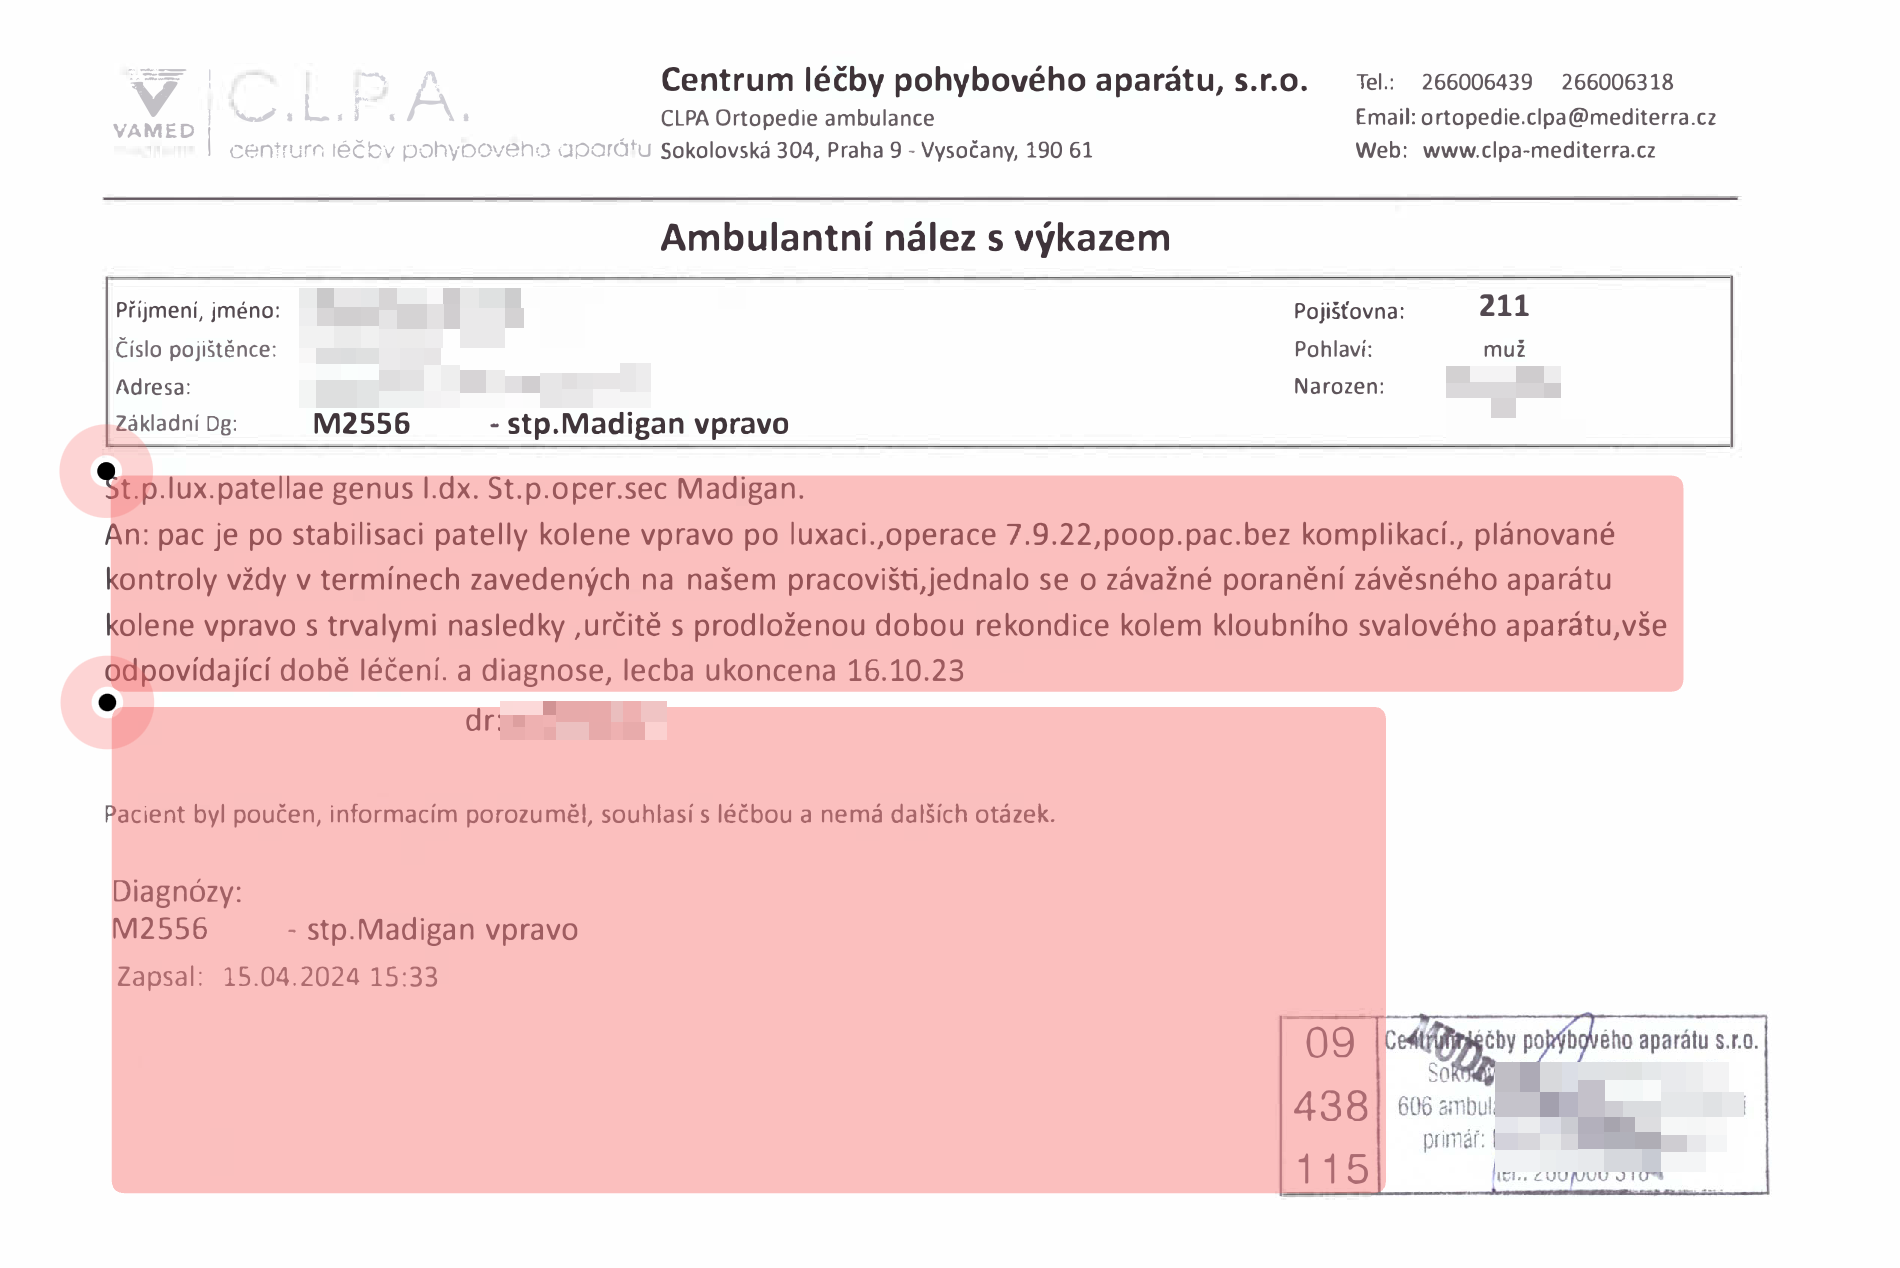 VAMED
C.L.P.A.
centrum léčby pohybového aparátu
Centrum léčby pohybového aparátu, s.r.o.
CLPA Ortopedie ambulance
Sokolovská 304, Praha 9 - Vysočany, 190 61
Tel.: 266006439 266006318
Email: ortopedie.clpa@mediterra.cz
Web: www.clpa-mediterra.cz
Ambulantní nález s výkazem
Příjmení, jméno:
Číslo pojištěnce:
Adresa:
Základní Dg: M2556 - stp.Madigan vpravo
Pojišťovna: 211
Pohlaví: muž
Narozen:
St.p.lux.patellae genus l.dx. St.p.oper.sec Madigan.
An: pac je po stabilisaci patelly kolene vpravo po luxaci.,operace 7.9.22,poop.pac.bez komplikací., plánované
kontroly vždy v termínech zavedených na našem pracovišti,jednalo se o závažné poranění závěsného aparátu
kolene vpravo s trvalymi nasledky ,určitě s prodloženou dobou rekondice kolem kloubního svalového aparátu,vše
odpovídající době léčení. a diagnose, lecba ukoncena 16.10.23
dr:
Pacient byl poučen, informacím porozuměl, souhlasí s léčbou a nemá dalších otázek.
Diagnózy:
M2556 - stp.Madigan vpravo
Zapsal: 15.04.2024 15:33
09
438
115
Centrum léčby pohybového aparátu s.r.o.
606
primář:
MUDr.